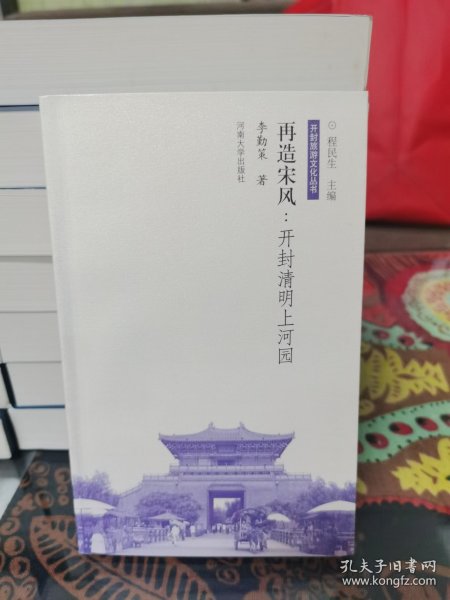 ⊙ 程民生 主编
开封旅游文化丛书
再造宋风：开封清明上河园
李勤策 著
河南大学出版社
孔夫子旧书网
www.kongfz.com